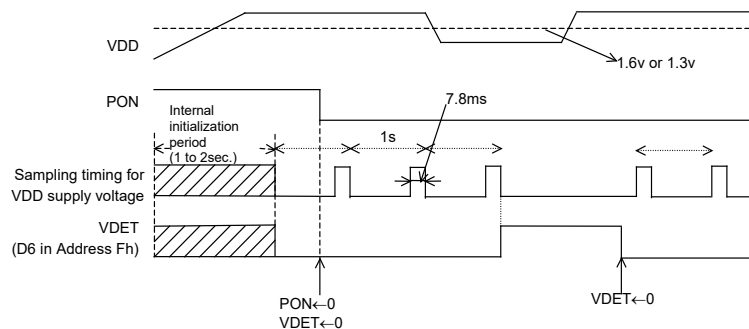 VDD
1.6v or 1.3v
7.8ms
PON
Internal
initialization
period
(1 to 2sec.)
1s
Sampling timing for
VDD supply voltage
VDET
(D6 in Address Fh)
PON←0
VDET←0
VDET←0